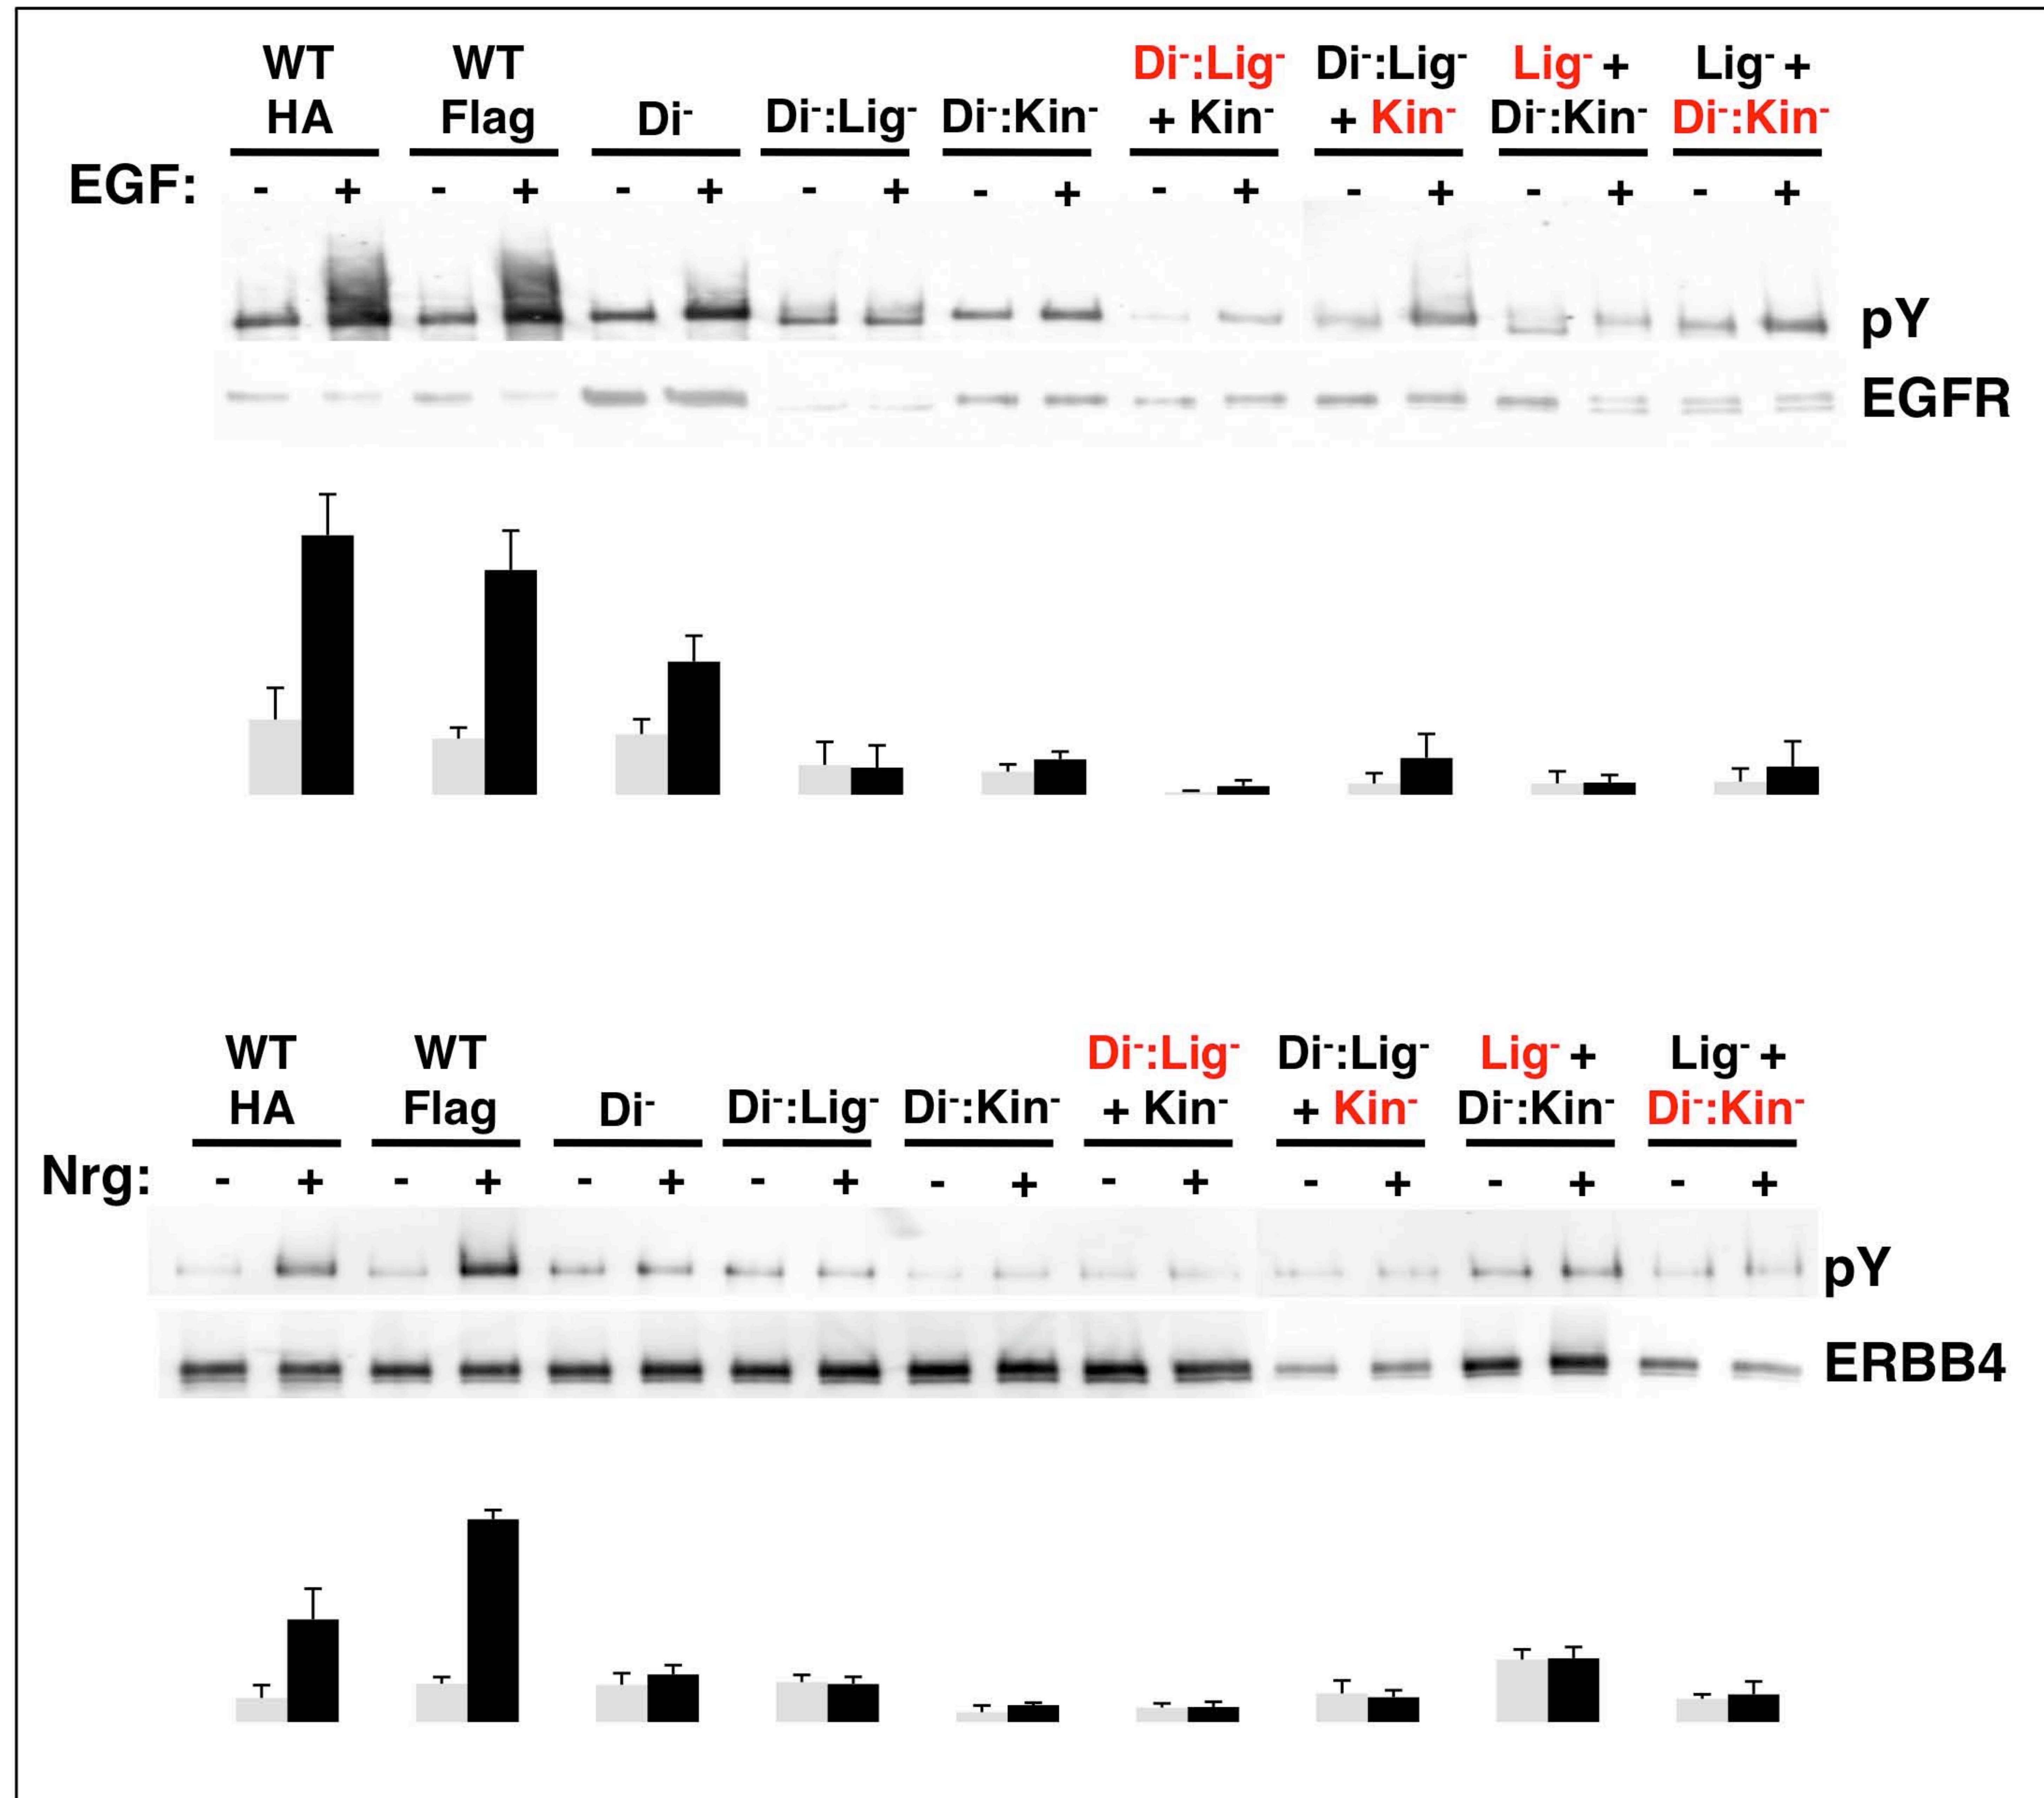 WT WT Di⁻:Lig⁻ Di⁻:Lig⁻ Lig⁻ + Lig⁻ +
HA Flag Di⁻ Di⁻:Lig⁻ Di⁻:Kin⁻ + Kin⁻ + Kin⁻ Di⁻:Kin⁻ Di⁻:Kin⁻
EGF: - + - + - + - + - + - + - + - + - +
pY
EGFR
WT WT Di⁻:Lig⁻ Di⁻:Lig⁻ Lig⁻ + Lig⁻ +
HA Flag Di⁻ Di⁻:Lig⁻ Di⁻:Kin⁻ + Kin⁻ + Kin⁻ Di⁻:Kin⁻ Di⁻:Kin⁻
Nrg: - + - + - + - + - + - + - + - + - +
pY
ERBB4